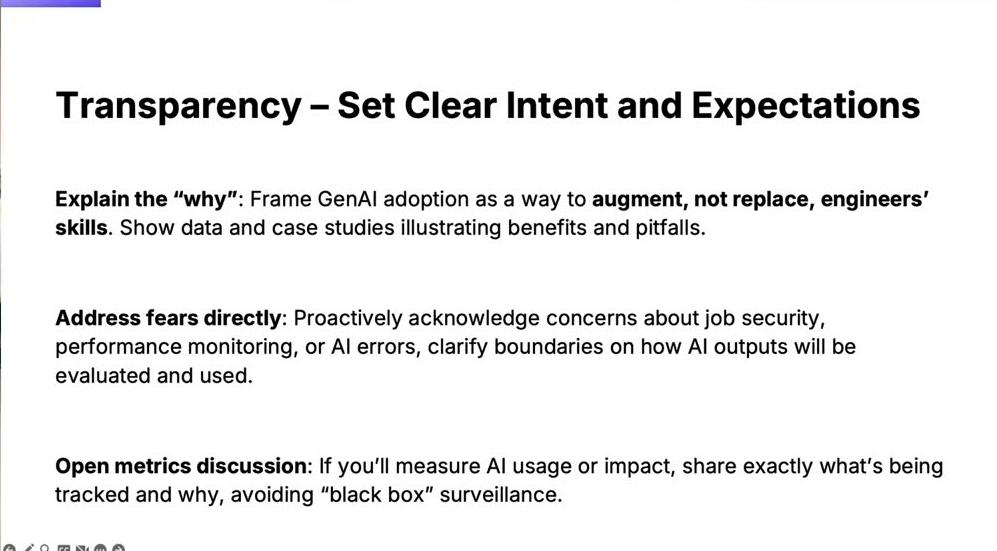 Transparency – Set Clear Intent and Expectations
Explain the “why”: Frame GenAI adoption as a way to augment, not replace, engineers’
skills. Show data and case studies illustrating benefits and pitfalls.
Address fears directly: Proactively acknowledge concerns about job security,
performance monitoring, or AI errors, clarify boundaries on how AI outputs will be
evaluated and used.
Open metrics discussion: If you’ll measure AI usage or impact, share exactly what’s being
tracked and why, avoiding “black box” surveillance.